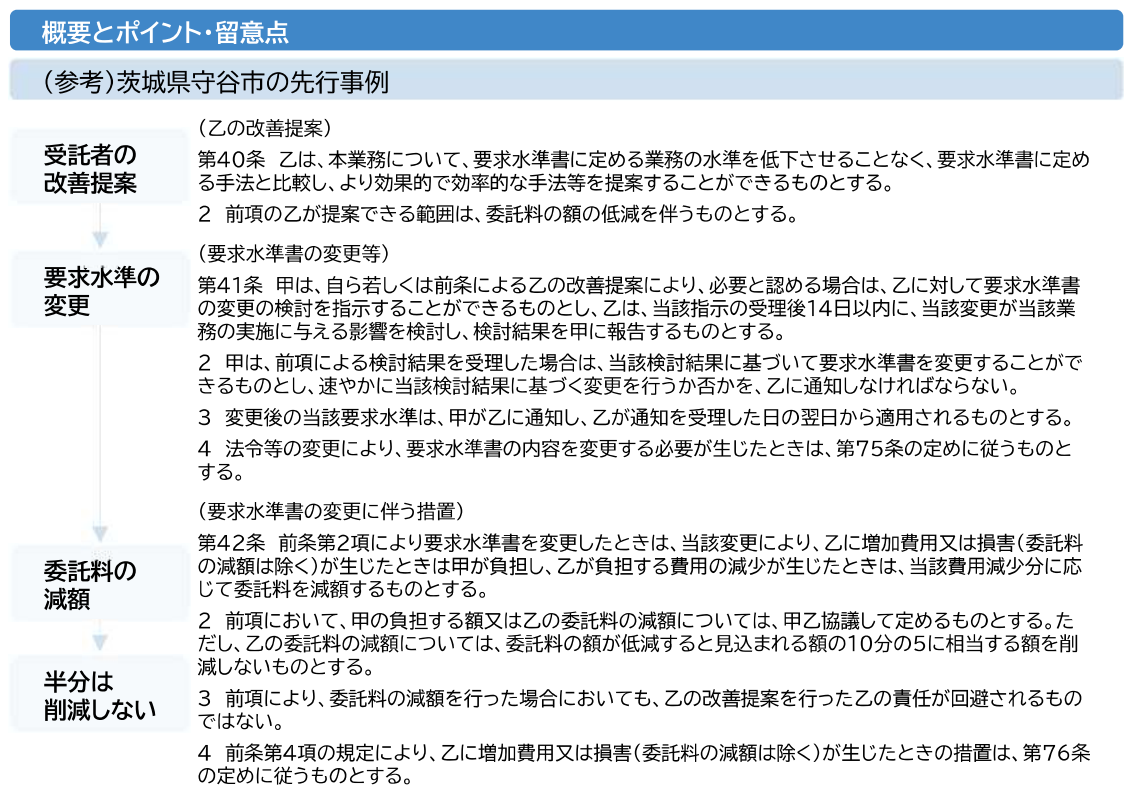 概要とポイント・留意点
（参考）茨城県守谷市の先行事例
受託者の
改善提案
要求水準の
変更
委託料の
減額
半分は
削減しない
（乙の改善提案）
第40条　乙は、本業務について、要求水準書に定める業務の水準を低下させることなく、要求水準書に定め
る手法と比較し、より効果的で効率的な手法等を提案することができるものとする。
２　前項の乙が提案できる範囲は、委託料の額の低減を伴うものとする。
（要求水準書の変更等）
第41条　甲は、自ら若しくは前条による乙の改善提案により、必要と認める場合は、乙に対して要求水準書
の変更の検討を指示することができるものとし、乙は、当該指示の受理後14日以内に、当該変更が当該業
務の実施に与える影響を検討し、検討結果を甲に報告するものとする。
２　甲は、前項による検討結果を受理した場合は、当該検討結果に基づいて要求水準書を変更することがで
きるものとし、速やかに当該検討結果に基づく変更を行うか否かを、乙に通知しなければならない。
３　変更後の当該要求水準は、甲が乙に通知し、乙が通知を受理した日の翌日から適用されるものとする。
４　法令等の変更により、要求水準書の内容を変更する必要が生じたときは、第75条の定めに従うものと
する。
（要求水準書の変更に伴う措置）
第42条　前条第2項により要求水準書を変更したときは、当該変更により、乙に増加費用又は損害（委託料
の減額は除く）が生じたときは甲が負担し、乙が負担する費用の減少が生じたときは、当該費用減少分に応
じて委託料を減額するものとする。
２　前項において、甲の負担する額又は乙の委託料の減額については、甲乙協議して定めるものとする。た
だし、乙の委託料の減額については、委託料の額が低減すると見込まれる額の10分の5に相当する額を削
減しないものとする。
３　前項により、委託料の減額を行った場合においても、乙の改善提案を行った乙の責任が回避されるもの
ではない。
４　前条第4項の規定により、乙に増加費用又は損害（委託料の減額は除く）が生じたときの措置は、第76条
の定めに従うものとする。